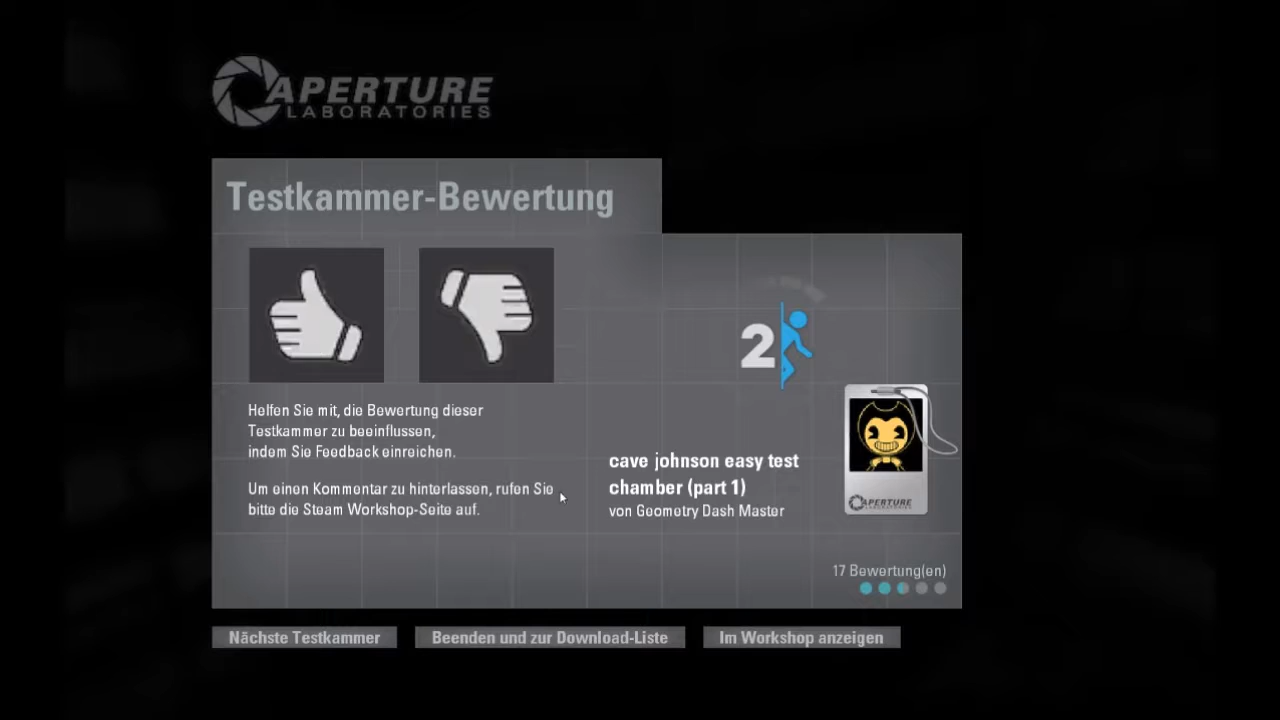 APERTURE
LABORATORIES
Testkammer-Bewertung
Helfen Sie mit, die Bewertung dieser
Testkammer zu beeinflussen,
indem Sie Feedback einreichen.
Um einen Kommentar zu hinterlassen, rufen Sie
bitte die Steam Workshop-Seite auf.
2
cave johnson easy test
chamber (part 1)
von Geometry Dash Master
APERTURE
LABORATORIES
17 Bewertung(en)
Nächste Testkammer
Beenden und zur Download-Liste
Im Workshop anzeigen